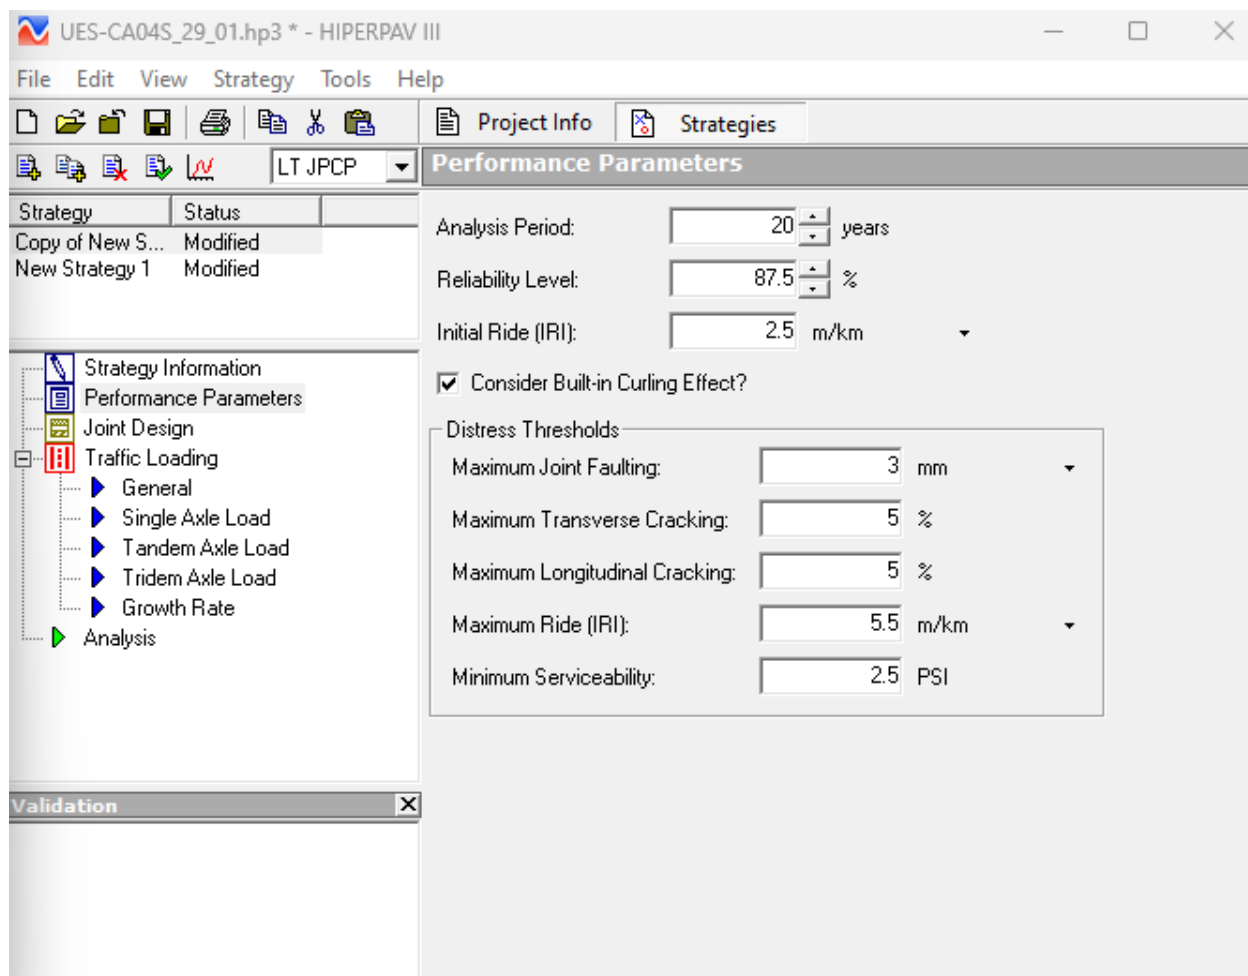 UES-CA04S_29_01.hp3 * - HIPERPAV III
File Edit View Strategy Tools Help
Project Info Strategies
LT JPCP Performance Parameters
Strategy Status
Copy of New S... Modified
New Strategy 1 Modified
Strategy Information
Performance Parameters
Joint Design
Traffic Loading
General
Single Axle Load
Tandem Axle Load
Tridem Axle Load
Growth Rate
Analysis
Validation
Analysis Period: 20 years
Reliability Level: 87.5 %
Initial Ride (IRI): 2.5 m/km
Consider Built-in Curling Effect?
Distress Thresholds
Maximum Joint Faulting: 3 mm
Maximum Transverse Cracking: 5 %
Maximum Longitudinal Cracking: 5 %
Maximum Ride (IRI): 5.5 m/km
Minimum Serviceability: 2.5 PSI